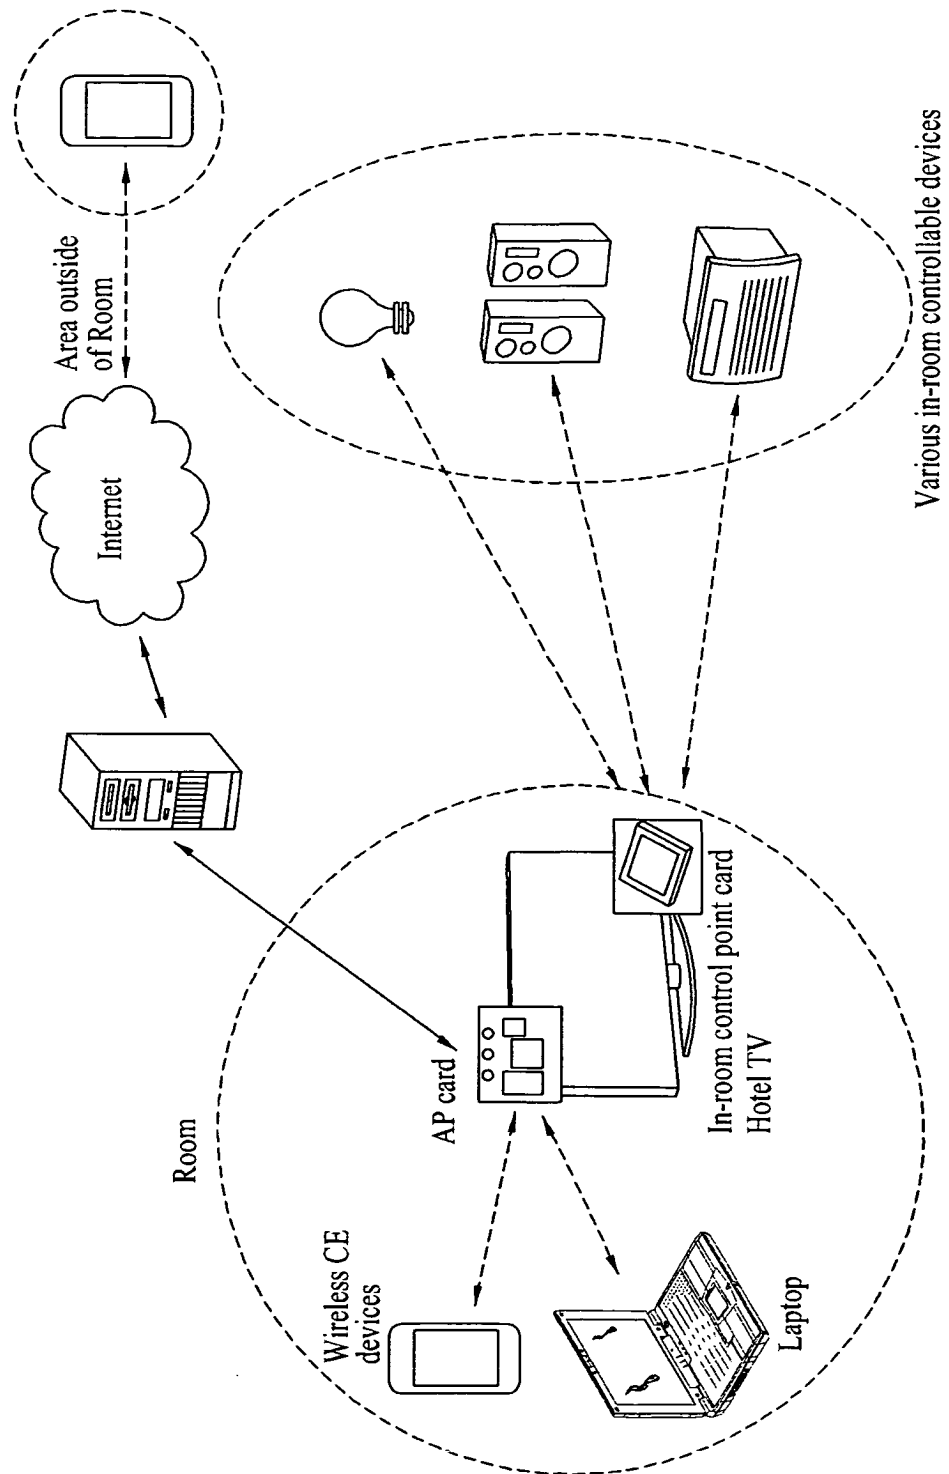 Room
Wireless CE
devices
Laptop
AP card
In-room control point card
Hotel TV
Internet
Area outside
of Room
Various in-room controllable devices